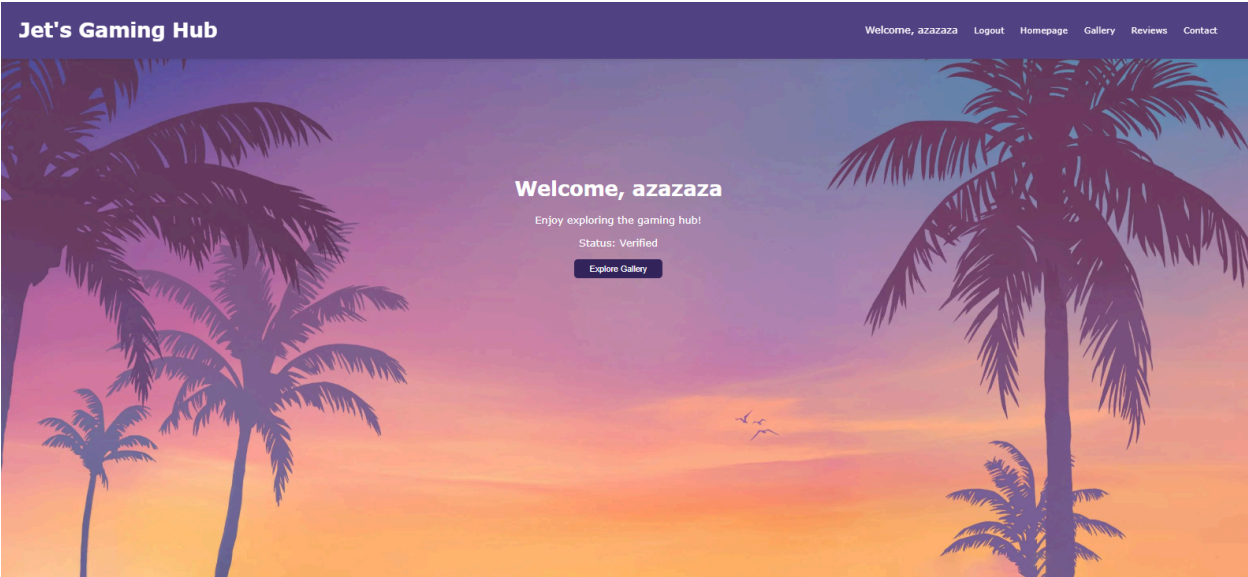 Jet's Gaming Hub
Welcome, azazaza Logout Homepage Gallery Reviews Contact
Welcome, azazaza
Enjoy exploring the gaming hub!
Status: Verified
Explore Gallery